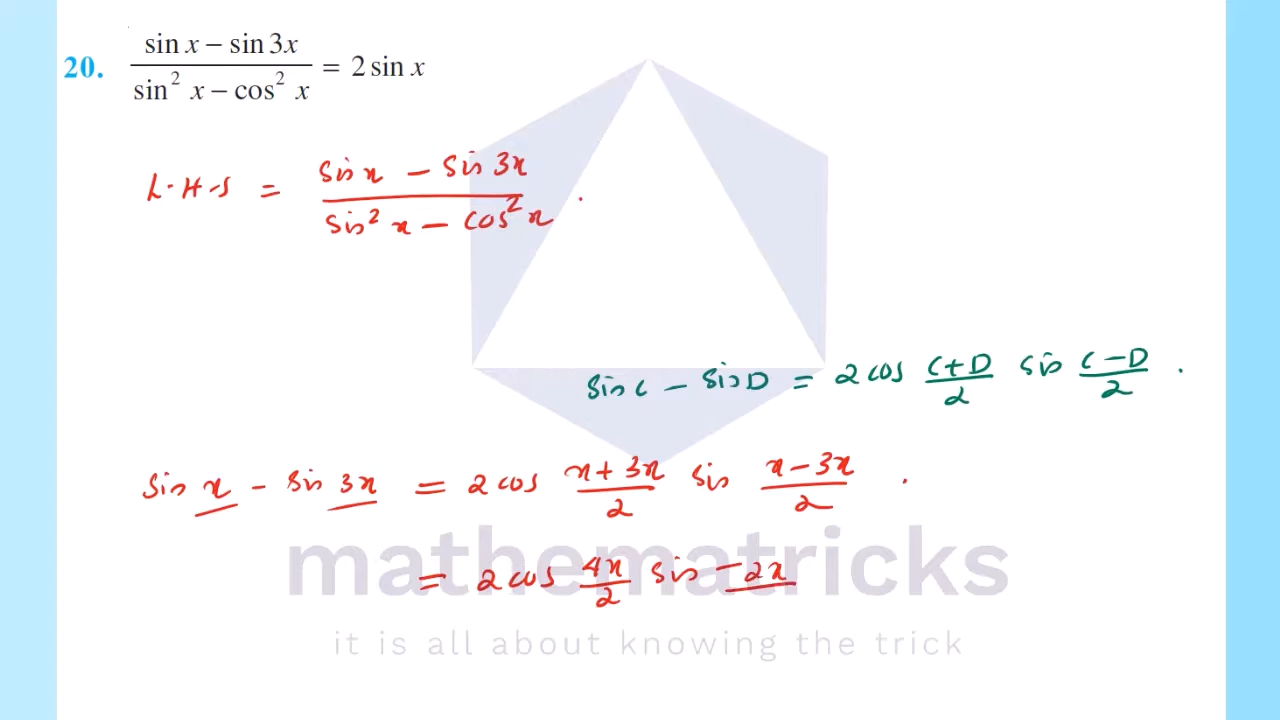 20. (sin x − sin 3x)/(sin² x − cos² x) = 2 sin x
L.H.S = (sin x − sin 3x)/(sin² x − cos² x).
sin C − sin D = 2 cos (C+D)/2 sin (C−D)/2.
sin x − sin 3x = 2 cos (x+3x)/2 sin (x−3x)/2.
= 2 cos 4x/2 sin −2x
mathematricks
it is all about knowing the trick